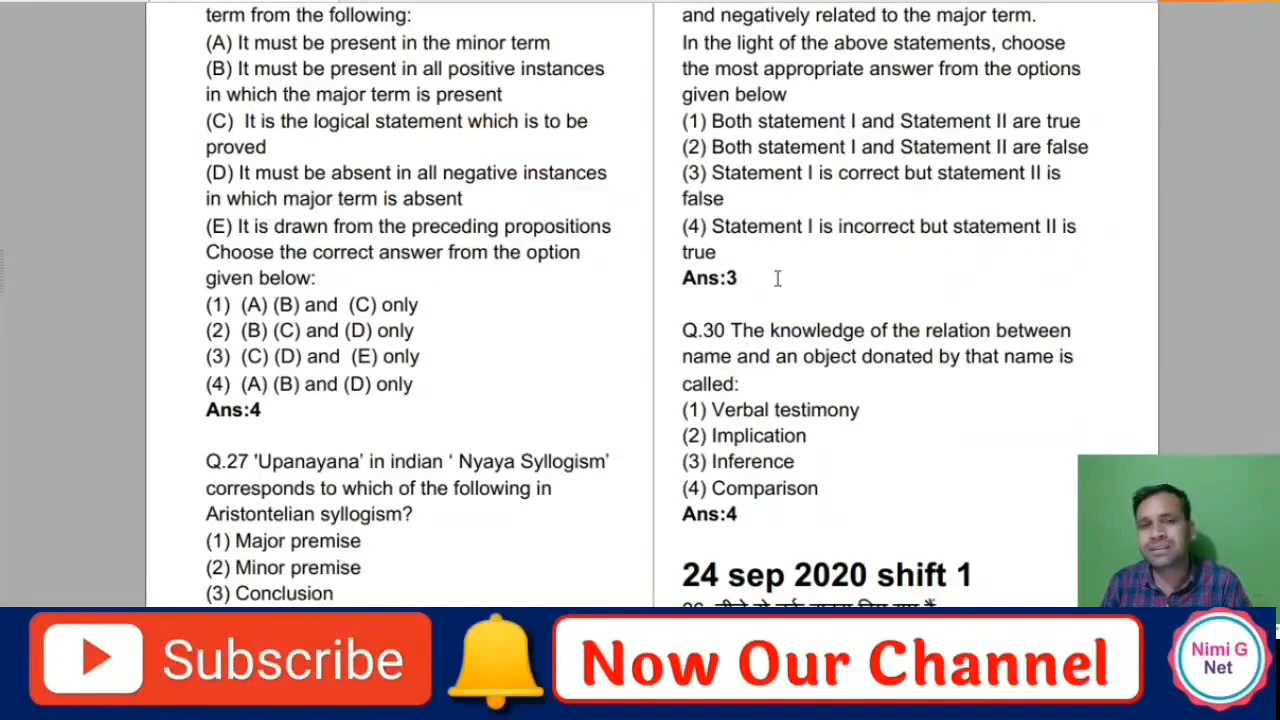 term from the following:
(A) It must be present in the minor term
(B) It must be present in all positive instances
in which the major term is present
(C) It is the logical statement which is to be
proved
(D) It must be absent in all negative instances
in which major term is absent
(E) It is drawn from the preceding propositions
Choose the correct answer from the option
given below:
(1) (A) (B) and (C) only
(2) (B) (C) and (D) only
(3) (C) (D) and (E) only
(4) (A) (B) and (D) only
Ans:4
Q.27 'Upanayana' in indian ‘ Nyaya Syllogism’
corresponds to which of the following in
Aristontelian syllogism?
(1) Major premise
(2) Minor premise
(3) Conclusion
and negatively related to the major term.
In the light of the above statements, choose
the most appropriate answer from the options
given below
(1) Both statement I and Statement II are true
(2) Both statement I and Statement II are false
(3) Statement I is correct but statement II is
false
(4) Statement I is incorrect but statement II is
true
Ans:3
Q.30 The knowledge of the relation between
name and an object donated by that name is
called:
(1) Verbal testimony
(2) Implication
(3) Inference
(4) Comparison
Ans:4
24 sep 2020 shift 1
Subscribe
Now Our Channel
Nimi G
Net